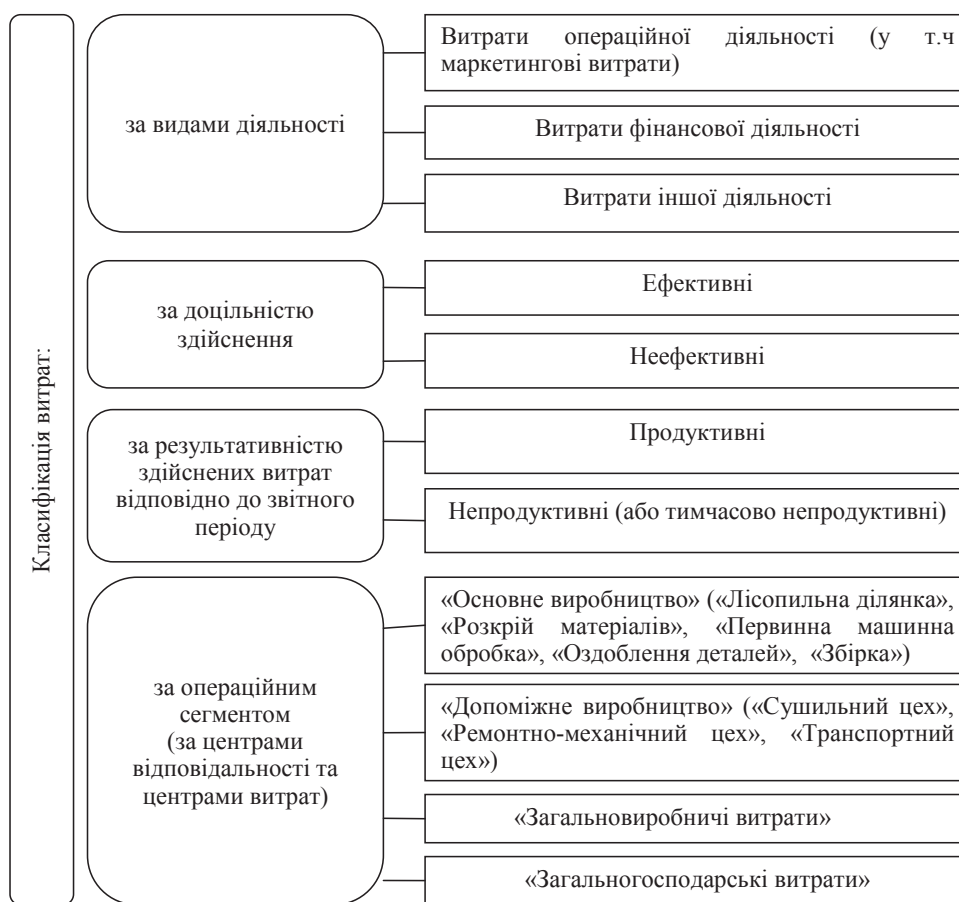 Класифікація витрат:
за видами діяльності
Витрати операційної діяльності (у т.ч
маркетингові витрати)
Витрати фінансової діяльності
Витрати іншої діяльності
за доцільністю
здійснення
Ефективні
Неефективні
за результативністю
здійснених витрат
відповідно до звітного
періоду
Продуктивні
Непродуктивні (або тимчасово непродуктивні)
за операційним
сегментом
(за центрами
відповідальності та
центрами витрат)
«Основне виробництво» («Лісопильна ділянка»,
«Розкрій матеріалів», «Первинна машинна
обробка», «Оздоблення деталей», «Збірка»)
«Допоміжне виробництво» («Сушильний цех»,
«Ремонтно-механічний цех», «Транспортний
цех»)
«Загальновиробничі витрати»
«Загальногосподарські витрати»